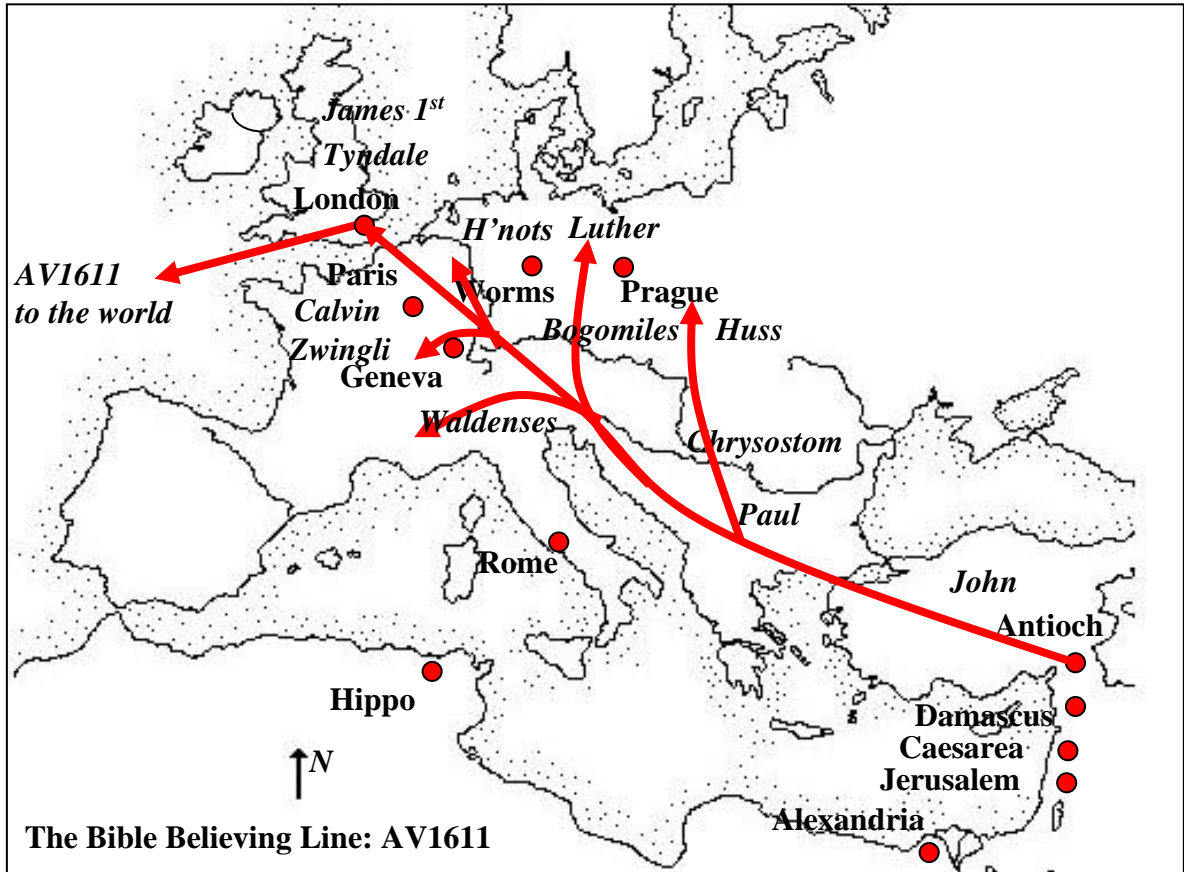 James 1st
Tyndale
London
H'nots
Luther
AV1611
to the world
Paris
Worms
Prague
Calvin
Bogomiles
Huss
Zwingli
Geneva
Waldenses
Chrysostom
Paul
Rome
John
Antioch
Hippo
Damascus
Caesarea
N
Jerusalem
Alexandria
The Bible Believing Line: AV1611